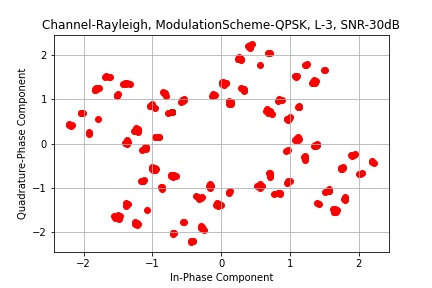 Channel-Rayleigh, ModulationScheme-QPSK, L-3, SNR-30dB
Quadrature-Phase Component
2
1
0
−1
−2
−2 −1 0 1 2
In-Phase Component